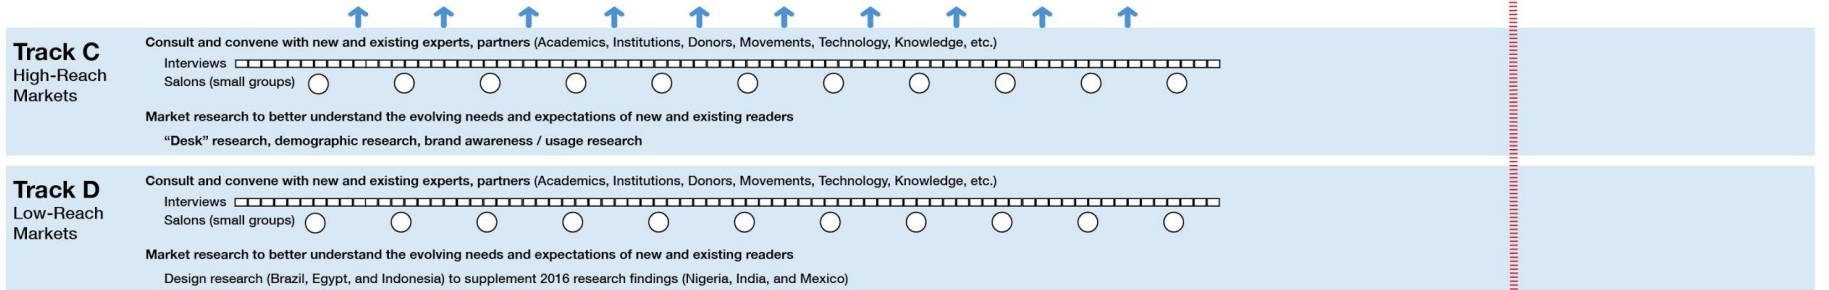 Track C
High-Reach
Markets
Consult and convene with new and existing experts, partners (Academics, Institutions, Donors, Movements, Technology, Knowledge, etc.)
Interviews
Salons (small groups)
Market research to better understand the evolving needs and expectations of new and existing readers
“Desk” research, demographic research, brand awareness / usage research
Track D
Low-Reach
Markets
Consult and convene with new and existing experts, partners (Academics, Institutions, Donors, Movements, Technology, Knowledge, etc.)
Interviews
Salons (small groups)
Market research to better understand the evolving needs and expectations of new and existing readers
Design research (Brazil, Egypt, and Indonesia) to supplement 2016 research findings (Nigeria, India, and Mexico)